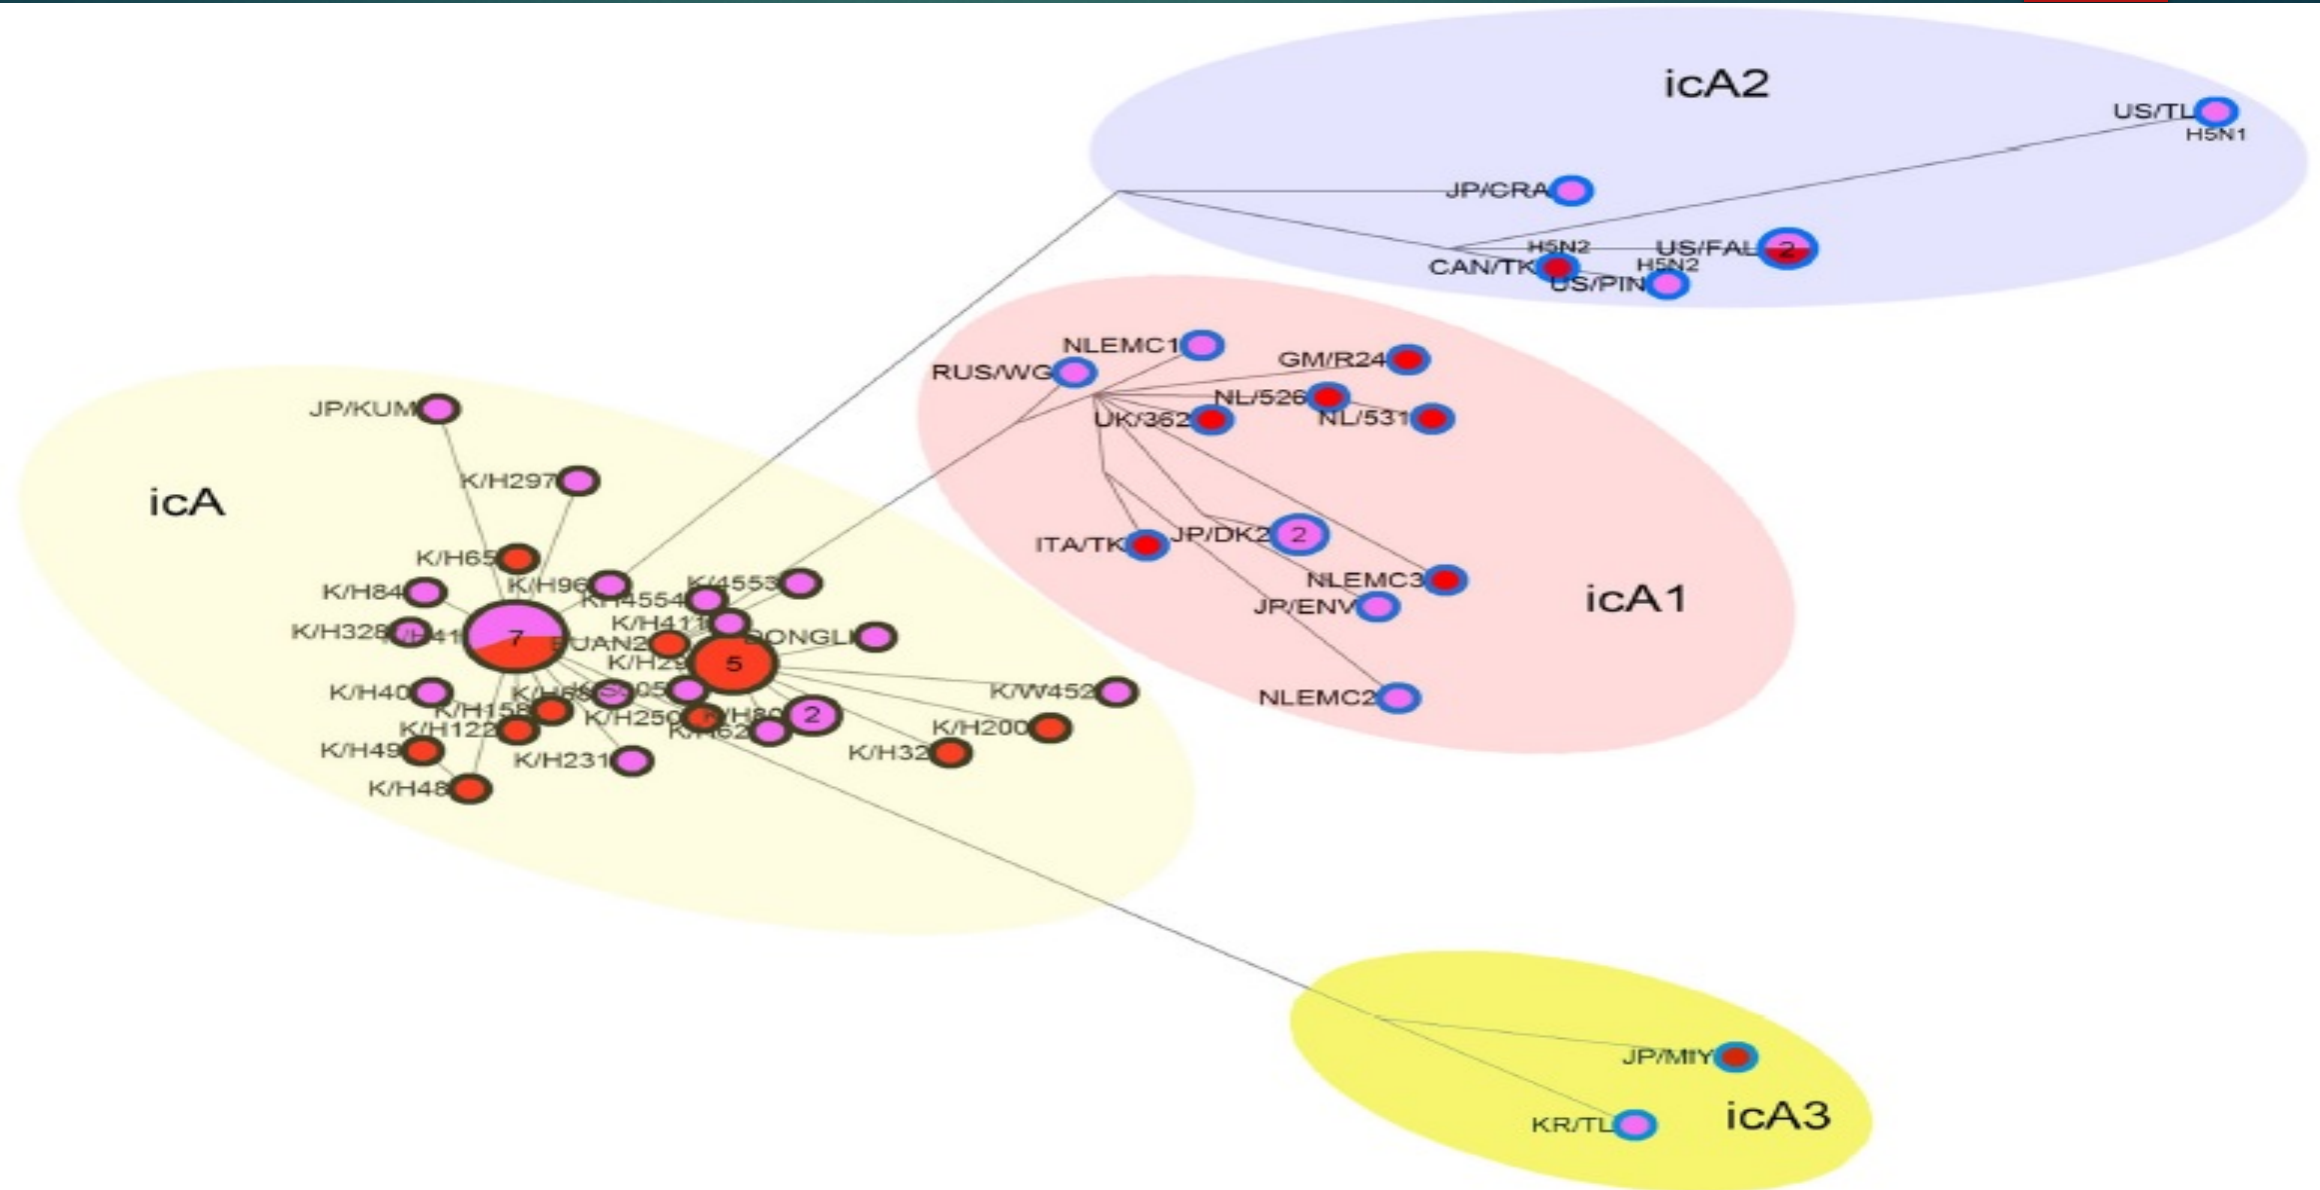 icA2
US/TL
H5N1
JP/CRA
H5N2
US/FAL
2
CAN/TK
H5N2
US/PIN
NLEMC1
GM/R24
RUS/WG
NL/526
UK/362
NL/531
JP/KUM
K/H297
icA
ITA/TK
JP/DK2
2
K/H65
K/H96
K/4553
NLEMC3
icA1
K/H84
KH4554
JP/ENV
K/H411
K/H328
7
BUAN2
DONGLI
K/H29
5
K/H40
K/W452
NLEMC2
K/H158
K/H250
2
K/H122
K/H62
K/H200
K/H49
K/H231
K/H32
K/H48
JP/MIY
KR/TL
icA3